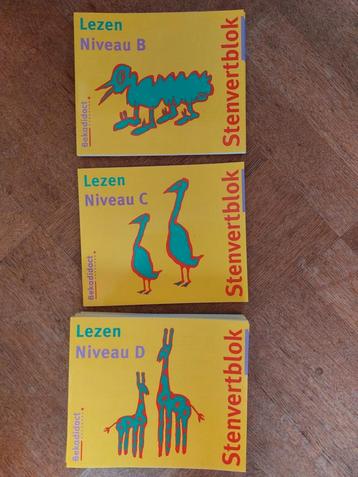 Lezen
Niveau B
Bekadidact
Stenvertblok
Lezen
Niveau C
Bekadidact
Stenvertblok
Lezen
Niveau D
Bekadidact
Stenvertblok